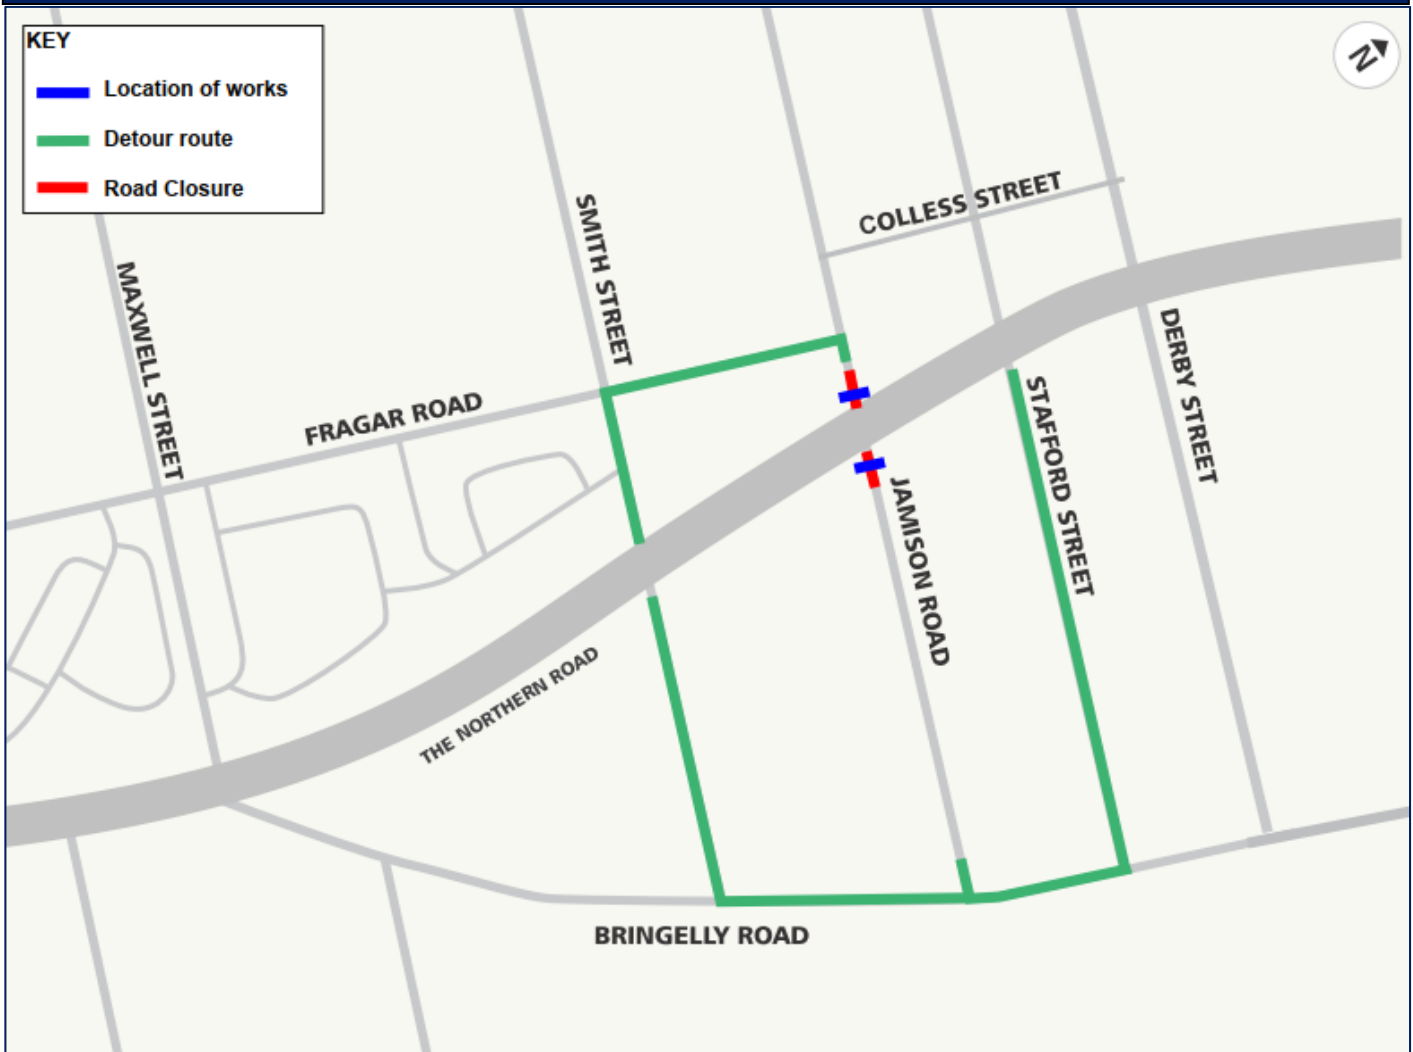 KEY
Location of works
Detour route
Road Closure
N
COLLESS STREET
SMITH STREET
MAXWELL STREET
DERBY STREET
FRAGAR ROAD
STAFFORD STREET
JAMISON ROAD
THE NORTHERN ROAD
BRINGELLY ROAD